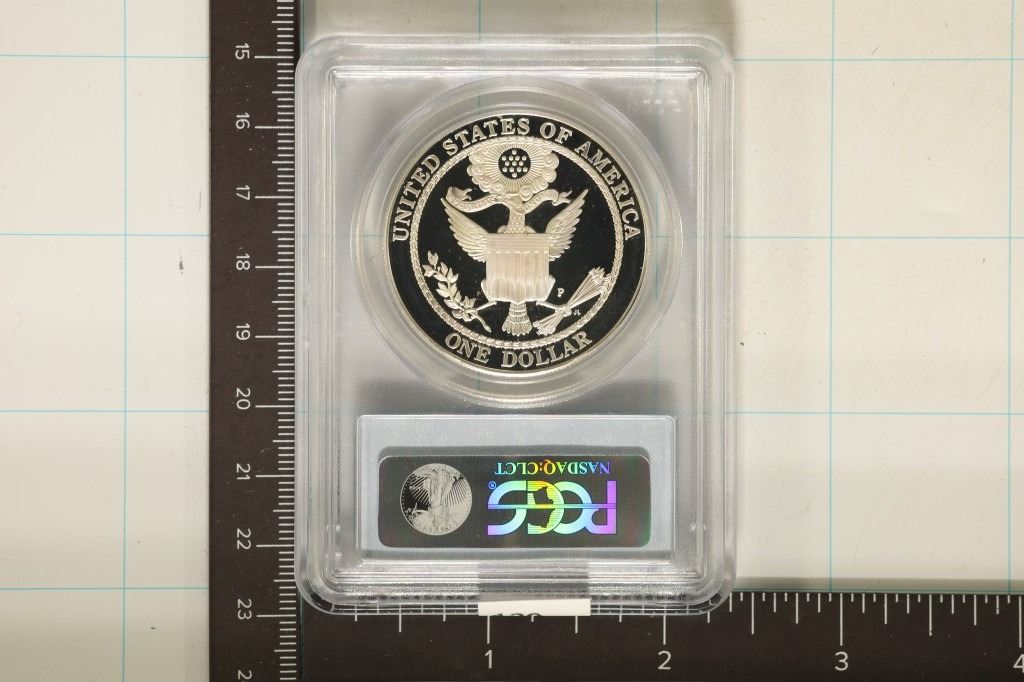 15
16
17
18
19
20
21
22
23
UNITED STATES OF AMERICA
P
ONE DOLLAR
NASDAQ:CLCT
PCGS®
1 2 3 4